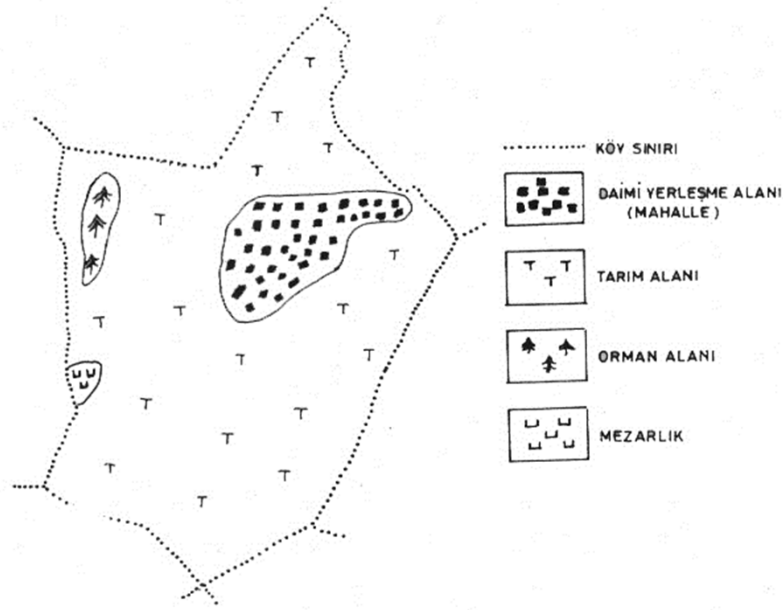 KÖY SINIRI
DAİMİ YERLEŞME ALANI
(MAHALLE)
TARIM ALANI
ORMAN ALANI
MEZARLIK